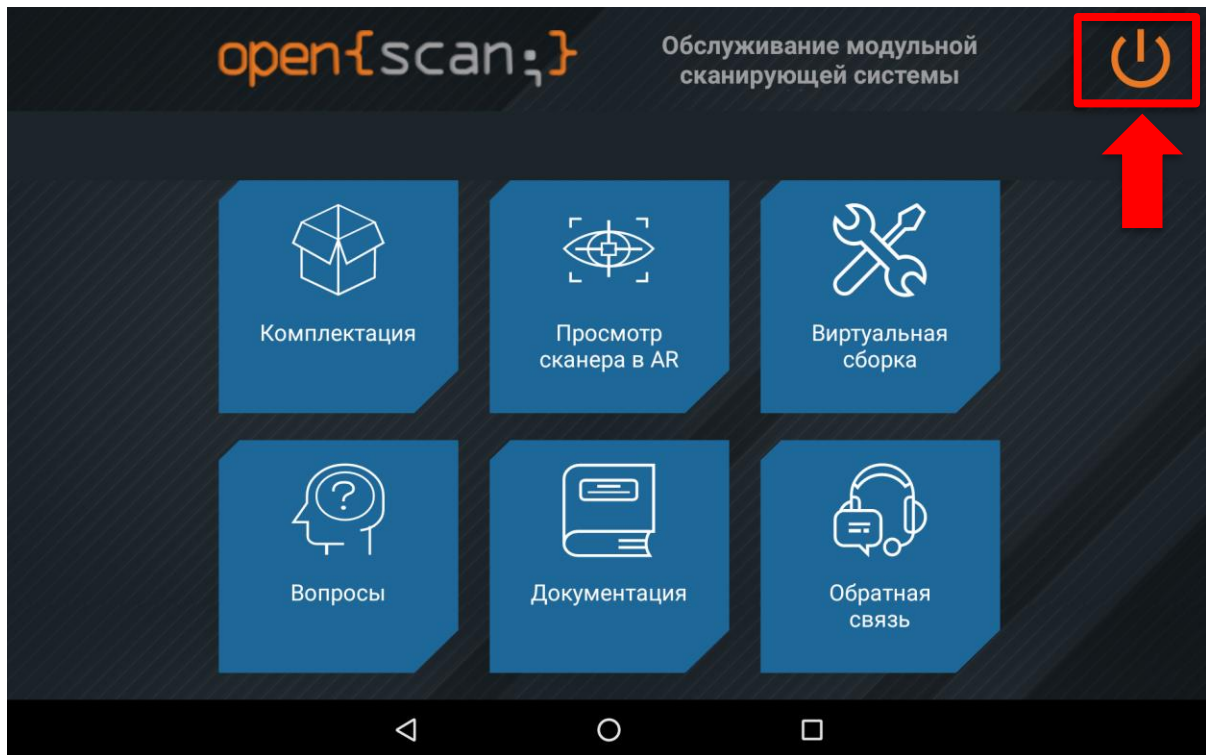 open{scan;}
Обслуживание модульной
сканирующей системы
Комплектация
Просмотр
сканера в AR
Виртуальная
сборка
?
Вопросы
Документация
Обратная
связь